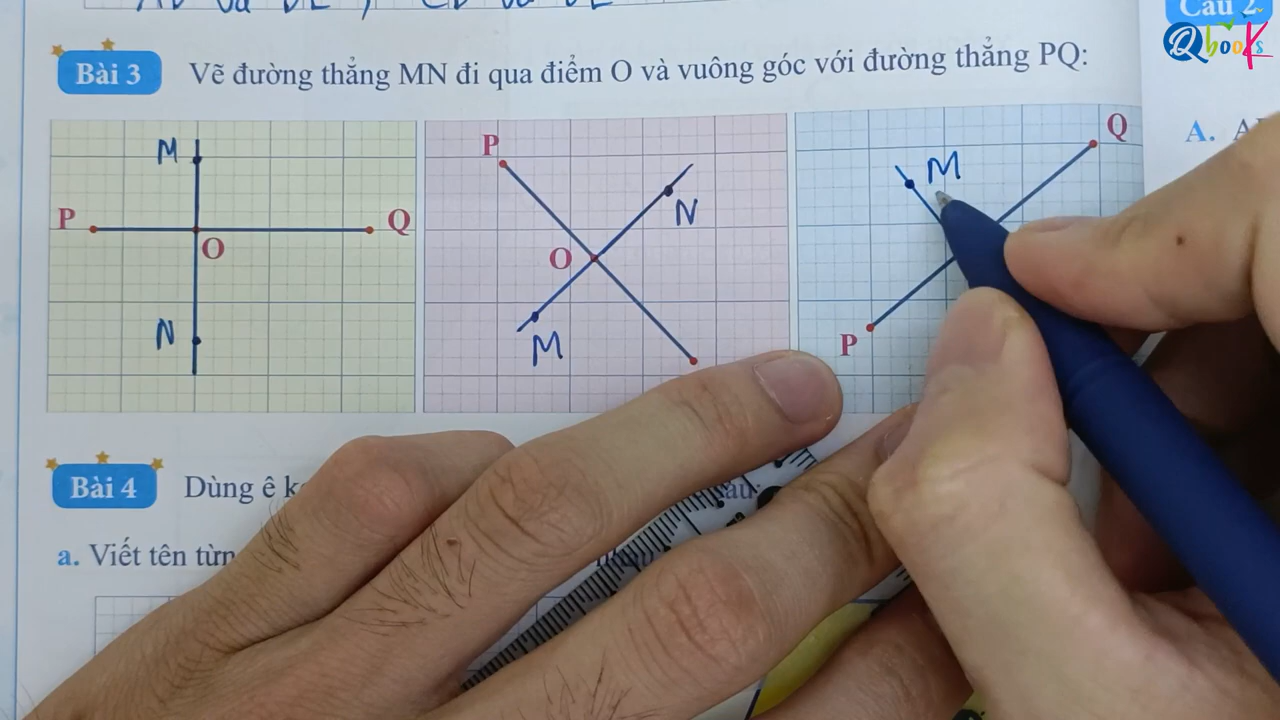 Câu 2
Qbooks
Bài 3 Vẽ đường thẳng MN đi qua điểm O và vuông góc với đường thẳng PQ:
A.
M
P Q
O
N
P
N
O
M
Q
M
P
Bài 4 Dùng ê
a. Viết tên từn